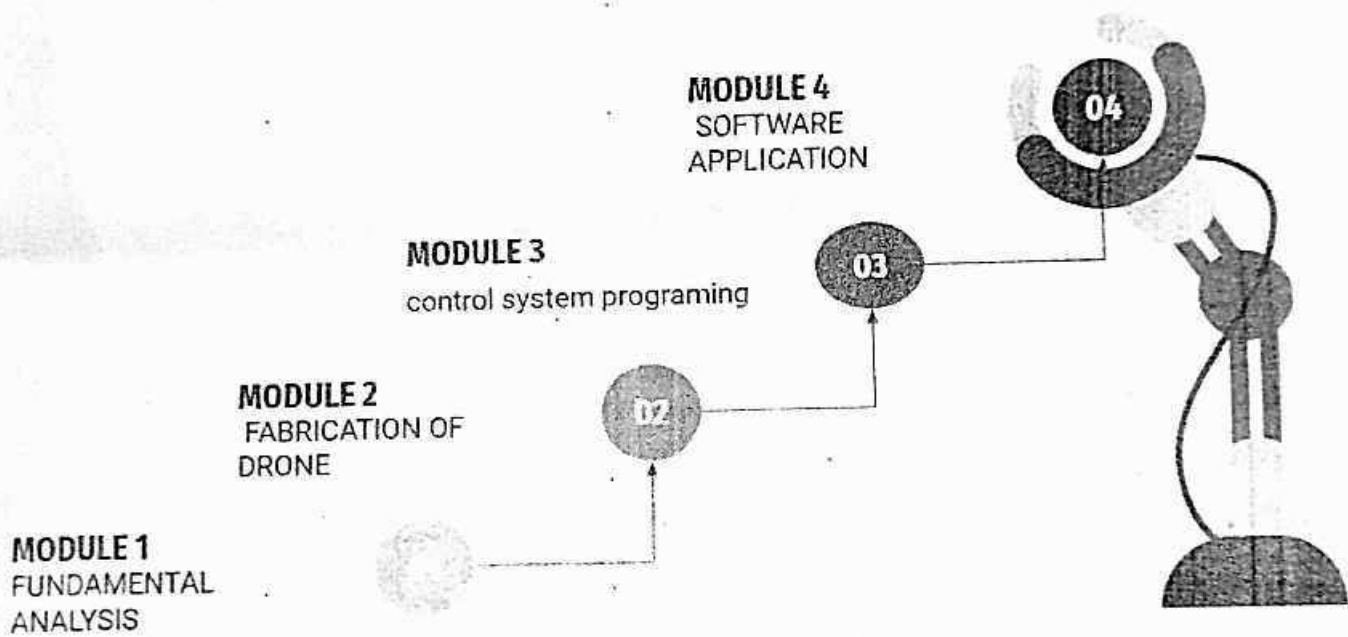 MODULE 4
SOFTWARE
APPLICATION
04
MODULE 3
control system programing
03
MODULE 2
FABRICATION OF
DRONE
02
MODULE 1
FUNDAMENTAL
ANALYSIS